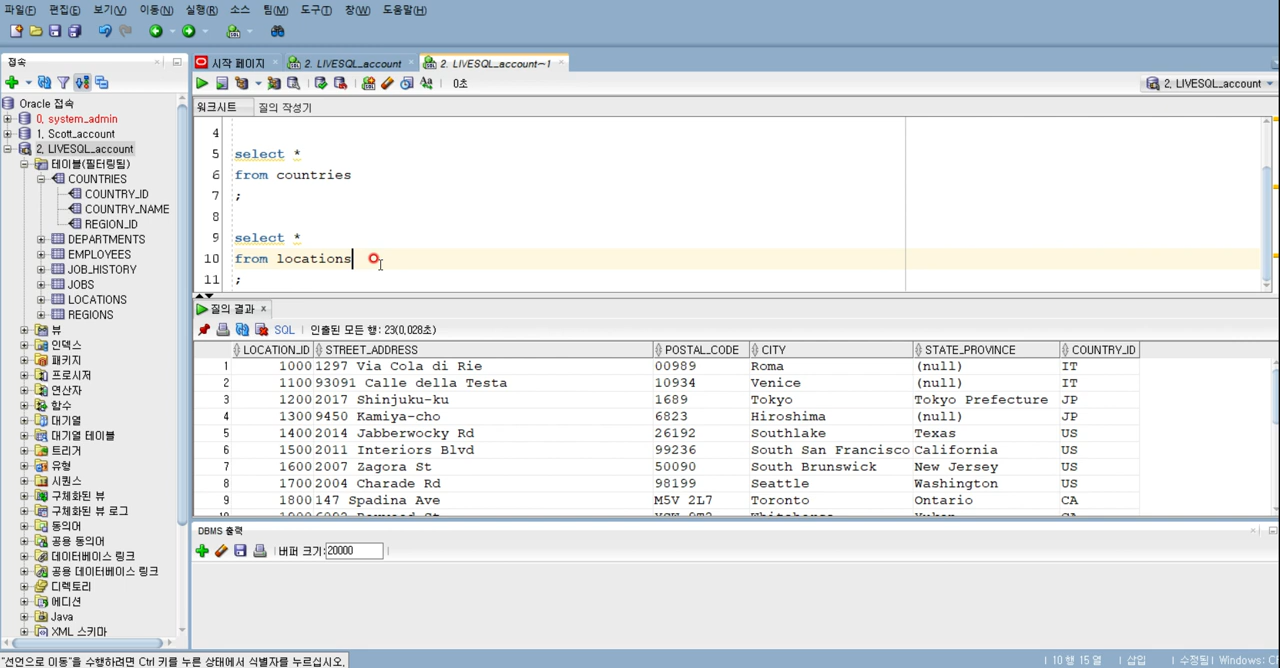 파일(F) 편집(E) 보기(V) 이동(N) 실행(R) 소스 팀(M) 도구(T) 창(W) 도움말(H)
접속
Oracle 접속
0. system_admin
1. Scott_account
2. LIVESQL_account
테이블(필터링됨)
COUNTRIES
COUNTRY_ID
COUNTRY_NAME
REGION_ID
DEPARTMENTS
EMPLOYEES
JOB_HISTORY
JOBS
LOCATIONS
REGIONS
뷰
인덱스
패키지
프로시저
연산자
함수
대기열
대기열 테이블
트리거
유형
시퀀스
구체화된 뷰
구체화된 뷰 로그
동의어
공용 동의어
데이터베이스 링크
공용 데이터베이스 링크
디렉토리
에디션
Java
XML 스키마
시작 페이지 2. LIVESQL_account 2. LIVESQL_account~1
0초 2. LIVESQL_account
워크시트 질의 작성기
4
5 select *
6 from countries
7 ;
8
9 select *
10 from locations
11 ;
질의 결과 x
SQL | 인출된 모든 행: 23(0.028초)
LOCATION_ID STREET_ADDRESS POSTAL_CODE CITY STATE_PROVINCE COUNTRY_ID
1 1000 1297 Via Cola di Rie 00989 Roma (null) IT
2 1100 93091 Calle della Testa 10934 Venice (null) IT
3 1200 2017 Shinjuku-ku 1689 Tokyo Tokyo Prefecture JP
4 1300 9450 Kamiya-cho 6823 Hiroshima (null) JP
5 1400 2014 Jabberwocky Rd 26192 Southlake Texas US
6 1500 2011 Interiors Blvd 99236 South San Francisco California US
7 1600 2007 Zagora St 50090 South Brunswick New Jersey US
8 1700 2004 Charade Rd 98199 Seattle Washington US
9 1800 147 Spadina Ave M5V 2L7 Toronto Ontario CA
DBMS 출력
버퍼 크기: 20000
"선언으로 이동"을 수행하려면 Ctrl 키를 누른 상태에서 식별자를 누르십시오. | 10 행 15 열 | 삽입 | 수정됨 | Windows: C